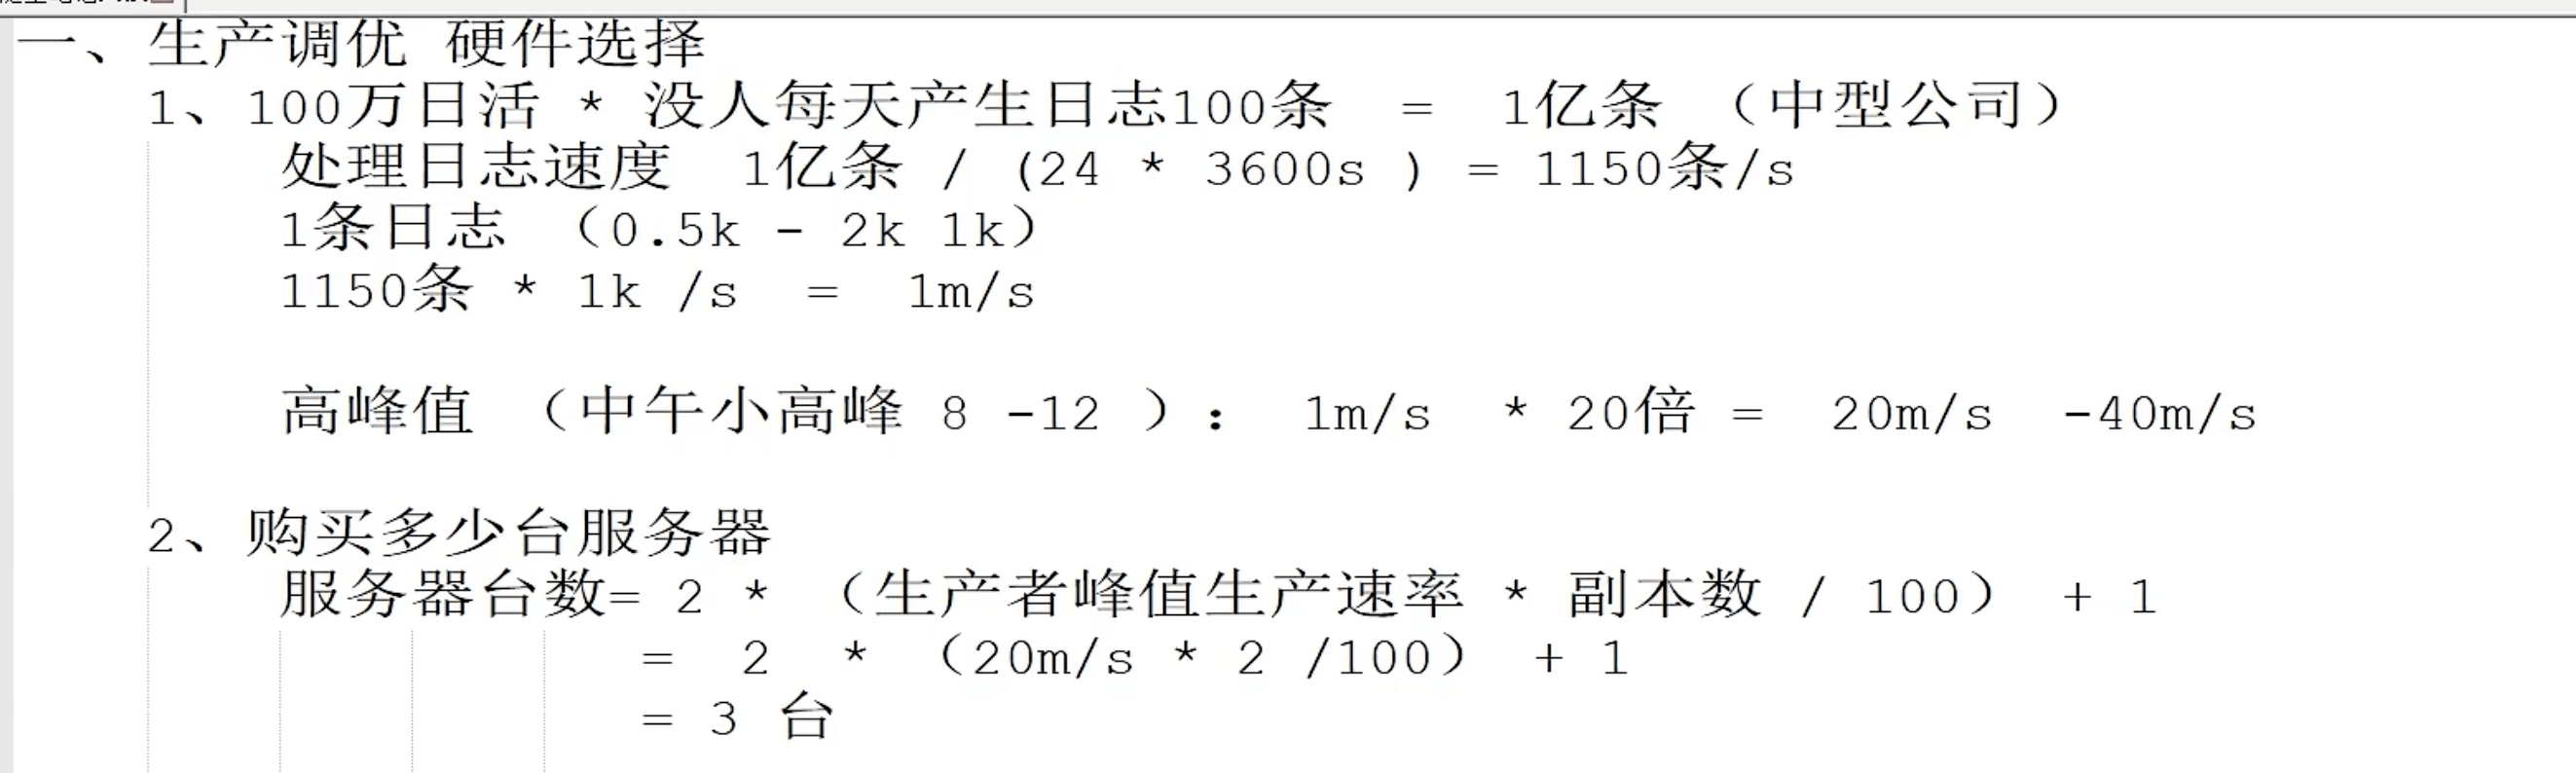 一、生产调优 硬件选择
1、100万日活 * 没人每天产生日志100条 = 1亿条 （中型公司）
处理日志速度 1亿条 / (24 * 3600s ) = 1150条/s
1条日志 （0.5k - 2k 1k）
1150条 * 1k /s = 1m/s
高峰值 （中午小高峰 8 -12 ）： 1m/s * 20倍 = 20m/s -40m/s
2、购买多少台服务器
服务器台数= 2 * （生产者峰值生产速率 * 副本数 / 100） + 1
= 2 * （20m/s * 2 /100） + 1
= 3 台